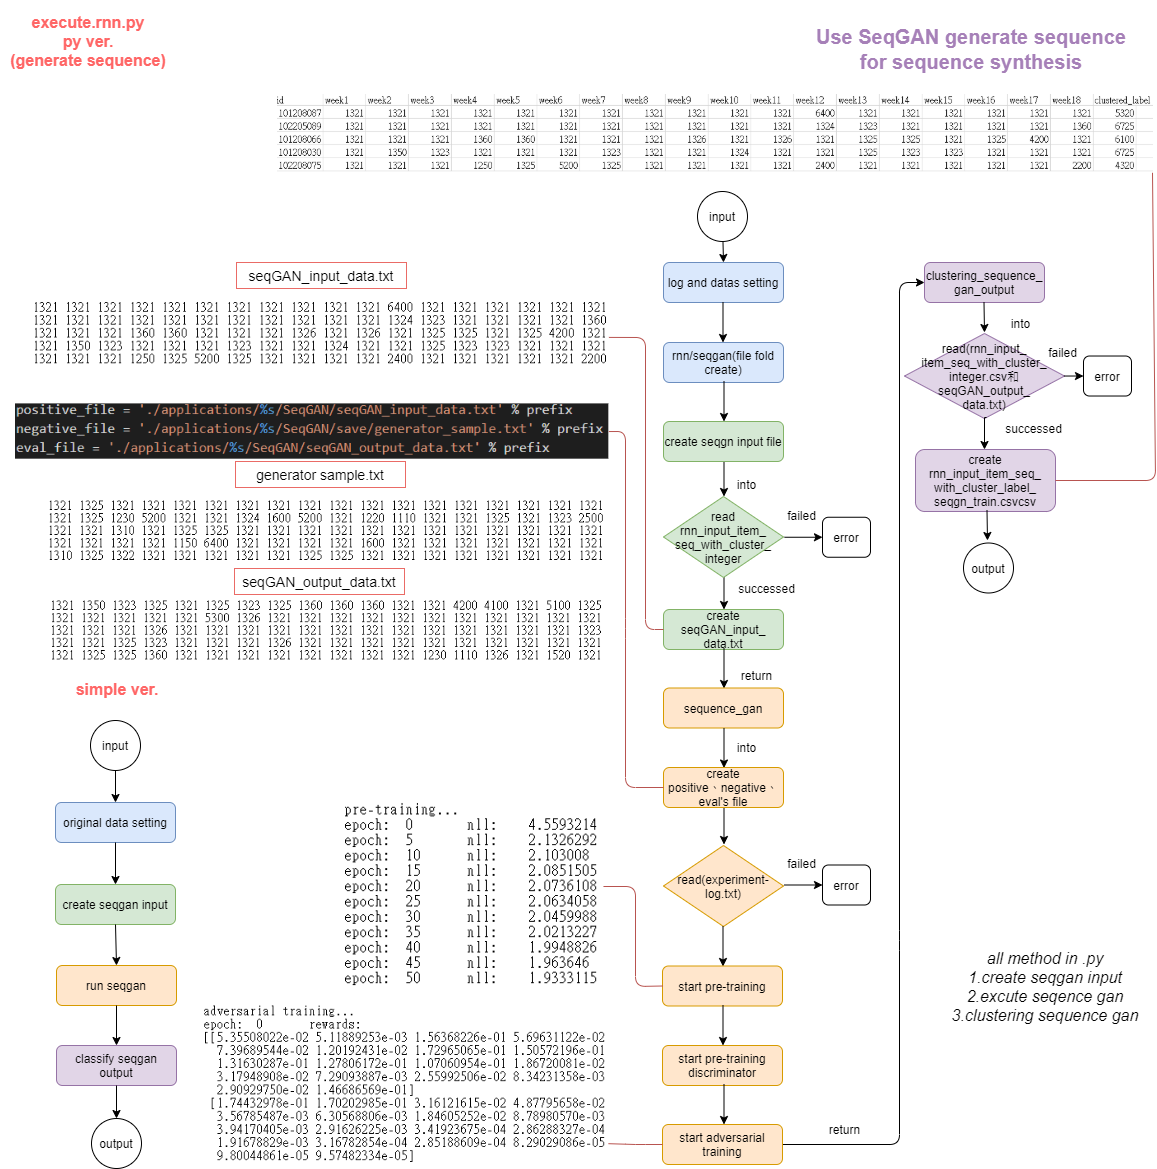 execute.rnn.py
py ver.
(generate sequence)
Use SeqGAN generate sequence
for sequence synthesis
id week1 week2 week3 week4 week5 week6 week7 week8 week9 week10 week11 week12 week13 week14 week15 week16 week17 week18 clustered_label
101208087 1321 1321 1321 1321 1321 1321 1321 1321 1321 1321 1321 6400 1321 1321 1321 1321 1321 1321 5320
102205089 1321 1321 1321 1321 1321 1321 1321 1321 1321 1321 1321 1324 1323 1321 1321 1321 1321 1360 6725
101208066 1321 1321 1321 1360 1360 1321 1321 1321 1326 1321 1326 1321 1325 1325 1321 1325 4200 1321 6100
101208030 1321 1350 1323 1321 1321 1321 1323 1321 1321 1324 1321 1321 1325 1323 1323 1321 1321 1321 6725
102208075 1321 1321 1321 1250 1325 5200 1325 1321 1321 1321 1321 2400 1321 1321 1321 1321 1321 2200 4320
input
log and datas setting
rnn/seqgan(file fold
create)
create seqgn input file
into
read
rnn_input_item_
seq_with_cluster_
integer
failed
error
successed
create
seqGAN_input_
data.txt
return
sequence_gan
into
create
positive、negative、
eval's file
read(experiment-
log.txt)
failed
error
start pre-training
start pre-training
discriminator
start adversarial
training
return
clustering_sequence_
gan_output
into
read(rnn_input_
item_seq_with_cluster_
integer.csv和
seqGAN_output_
data.txt)
failed
error
successed
create
rnn_input_item_seq_
with_cluster_label_
seqgn_train.csvcsv
output
seqGAN_input_data.txt
1321 1321 1321 1321 1321 1321 1321 1321 1321 1321 1321 6400 1321 1321 1321 1321 1321 1321
1321 1321 1321 1321 1321 1321 1321 1321 1321 1321 1321 1324 1323 1321 1321 1321 1321 1360
1321 1321 1321 1360 1360 1321 1321 1321 1326 1321 1326 1321 1325 1325 1321 1325 4200 1321
1321 1350 1323 1321 1321 1321 1323 1321 1321 1324 1321 1321 1325 1323 1323 1321 1321 1321
1321 1321 1321 1250 1325 5200 1325 1321 1321 1321 1321 2400 1321 1321 1321 1321 1321 2200
positive_file = './applications/%s/SeqGAN/seqGAN_input_data.txt' % prefix
negative_file = './applications/%s/SeqGAN/save/generator_sample.txt' % prefix
eval_file = './applications/%s/SeqGAN/seqGAN_output_data.txt' % prefix
generator sample.txt
1321 1325 1321 1321 1321 1321 1321 1321 1321 1321 1321 1321 1321 1321 1321 1321 1321 1321
1321 1325 1230 5200 1321 1321 1324 1600 5200 1321 1220 1110 1321 1321 1325 1321 1323 2500
1321 1321 1310 1321 1325 1325 1321 1321 1321 1321 1321 1321 1321 1321 1321 1321 1321 1321
1321 1321 1321 1321 1150 6400 1321 1321 1321 1321 1600 1321 1321 1321 1321 1321 1321 1321
1310 1325 1322 1321 1321 1321 1321 1321 1325 1325 1321 1321 1321 1321 1321 1321 1321 1321
seqGAN_output_data.txt
1321 1350 1323 1325 1321 1325 1323 1325 1360 1360 1360 1321 1321 4200 4100 1321 5100 1325
1321 1321 1321 1321 1321 5300 1326 1321 1321 1321 1321 1321 1321 1321 1321 1321 1321 1321
1321 1321 1321 1326 1321 1321 1321 1321 1321 1321 1321 1321 1321 1321 1321 1321 1321 1323
1321 1321 1325 1323 1321 1321 1321 1326 1321 1321 1321 1321 1321 1321 1321 1321 1321 1321
1321 1325 1325 1360 1321 1321 1321 1321 1321 1321 1321 1321 1230 1110 1326 1321 1520 1321
simple ver.
input
original data setting
create seqgan input
run seqgan
classify seqgan
output
output
pre-training...
epoch: 0 nll: 4.5593214
epoch: 5 nll: 2.1326292
epoch: 10 nll: 2.103008
epoch: 15 nll: 2.0851505
epoch: 20 nll: 2.0736108
epoch: 25 nll: 2.0634058
epoch: 30 nll: 2.0459988
epoch: 35 nll: 2.0213227
epoch: 40 nll: 1.9948826
epoch: 45 nll: 1.963646
epoch: 50 nll: 1.9333115
adversarial training...
epoch: 0 rewards:
[[5.35508022e-02 5.11889253e-03 1.56368226e-01 5.69631122e-02
7.39689544e-02 1.20192431e-02 1.72965065e-01 1.50572196e-01
1.31630287e-01 1.27806172e-01 1.07060954e-01 1.86720081e-02
3.17948908e-02 7.29093887e-03 2.55992506e-02 8.34231358e-03
2.90929750e-02 1.46686569e-01]
[1.74432978e-01 1.70202985e-01 3.16121615e-02 4.87795658e-02
3.56785487e-03 6.30568806e-03 1.84605252e-02 8.78980570e-03
3.94170405e-03 2.91626225e-03 3.41923675e-04 2.86288327e-04
1.91678829e-03 3.16782854e-04 2.85188609e-04 8.29029086e-05
9.80044861e-05 9.57482334e-05]
all method in .py
1.create seqgan input
2.excute seqence gan
3.clustering sequence gan